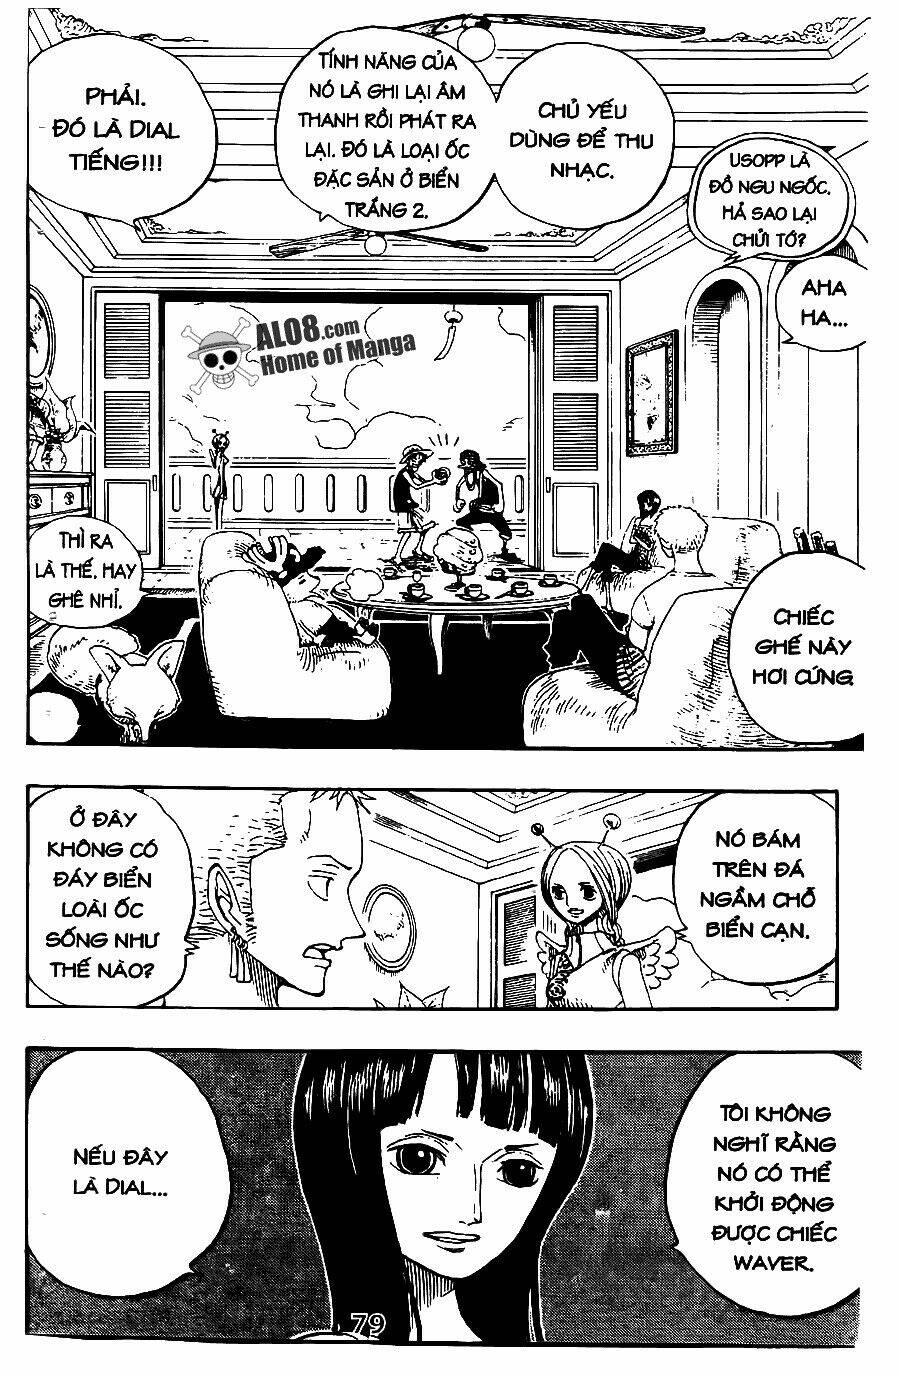 PHẢI.
ĐÓ LÀ DIAL
TIẾNG!!!
TÍNH NĂNG CỦA
NÓ LÀ GHI LẠI ÂM
THANH RỒI PHÁT RA
LẠI. ĐÓ LÀ LOẠI ỐC
ĐẶC SẢN Ở BIỂN
TRẮNG 2.
CHỦ YẾU
DÙNG ĐỂ THU
NHẠC.
USOPP LÀ
ĐỒ NGU NGỐC.
HẢ SAO LẠI
CHỬI TỚ?
AHA
HA...
AL08.com
Home of Manga
THÌ RA
LÀ THẾ. HAY
GHÊ NHỈ.
CHIẾC
GHẾ NÀY
HƠI CỨNG
Ở ĐÂY
KHÔNG CÓ
ĐÁY BIỂN
LOÀI ỐC
SỐNG NHƯ
THẾ NÀO?
NÓ BÁM
TRÊN ĐÁ
NGẦM CHỖ
BIỂN CẠN.
NẾU ĐÂY
LÀ DIAL...
TÔI KHÔNG
NGHĨ RẰNG
NÓ CÓ THỂ
KHỞI ĐỘNG
ĐƯỢC CHIẾC
WAVER.
79